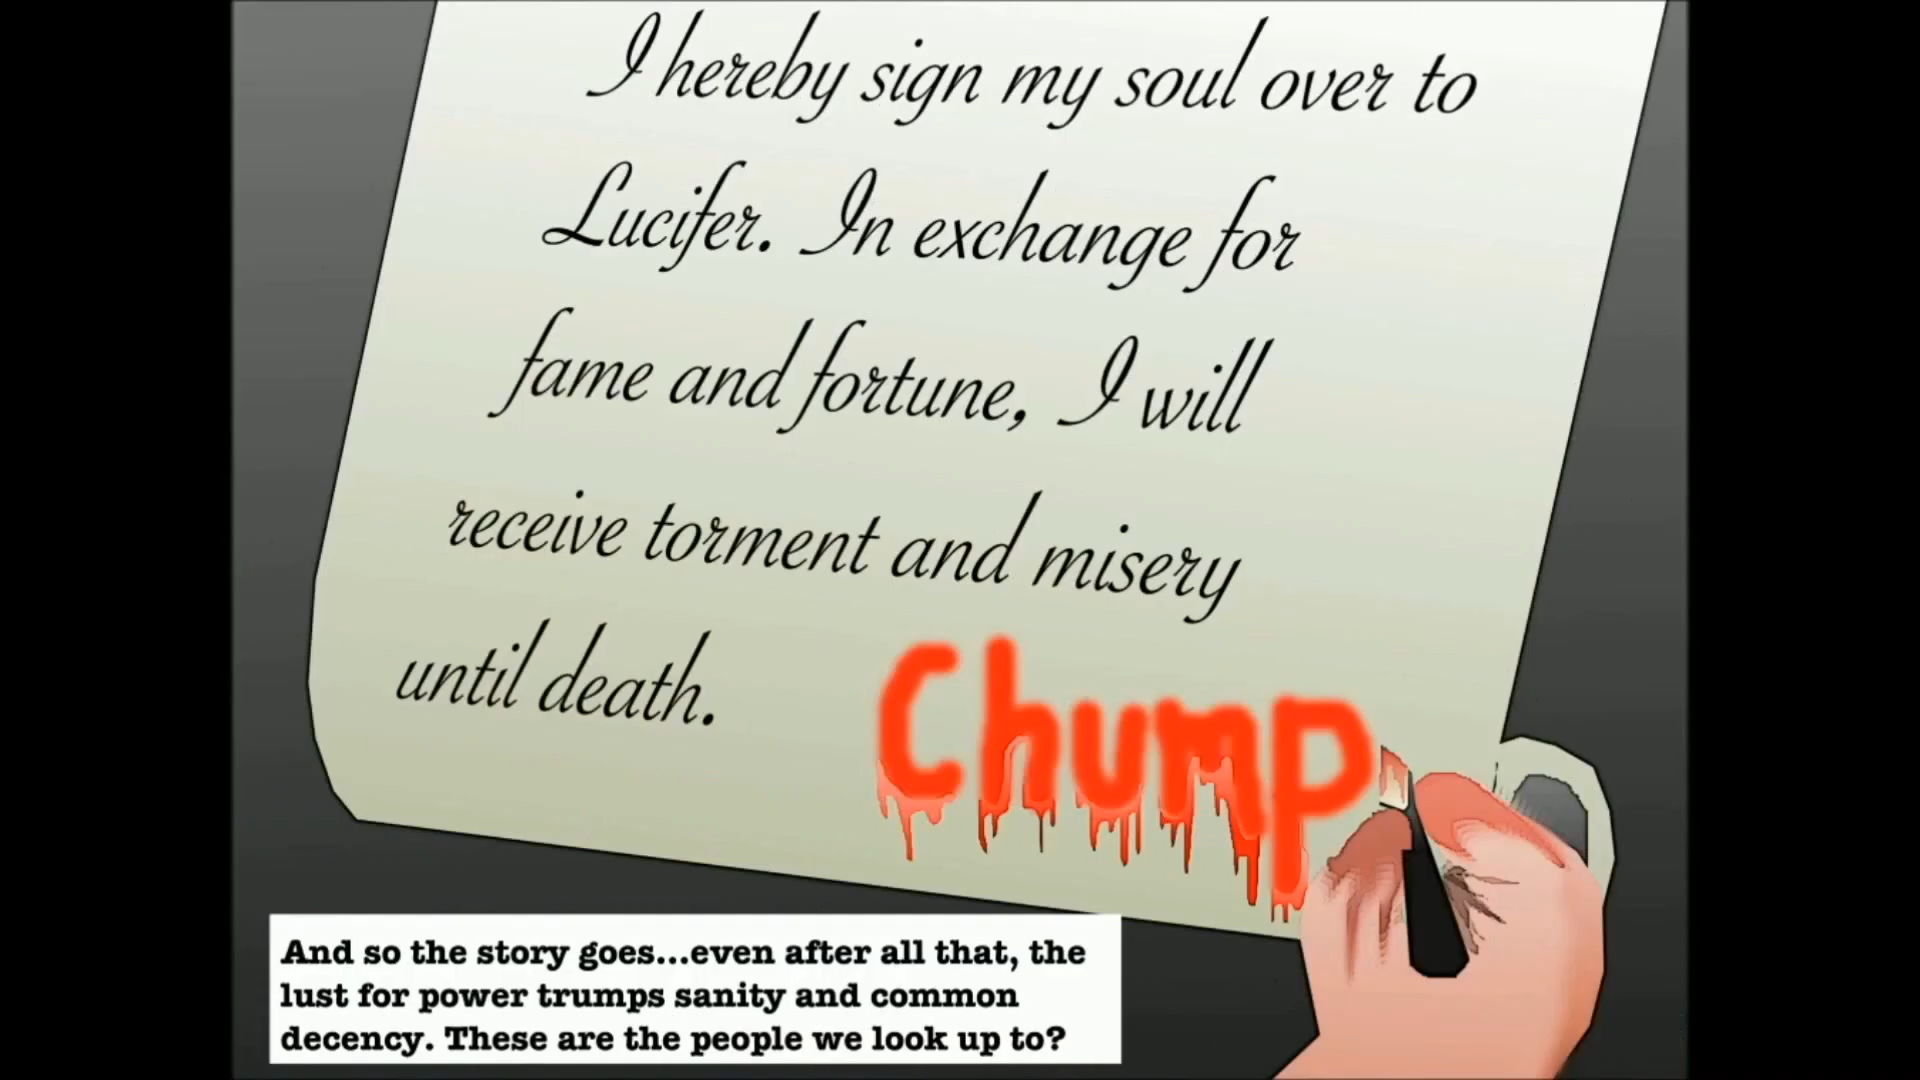 I hereby sign my soul over to
Lucifer. In exchange for
fame and fortune, I will
receive torment and misery
until death.
Chump
And so the story goes...even after all that, the
lust for power trumps sanity and common
decency. These are the people we look up to?